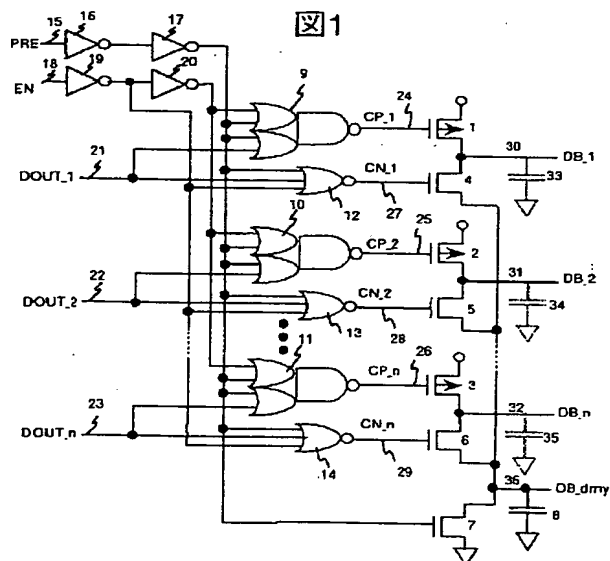 図1
PRE
15
16
17
EN
18
19
20
9
24
CP_1
1
30
DB_1
33
DOUT_1
21
CN_1
12
27
4
10
25
CP_2
2
31
DB_2
34
DOUT_2
22
CN_2
13
28
5
11
26
CP_n
3
32
DB_n
35
DOUT_n
23
CN_n
14
29
6
36
DB_dmy
7
8